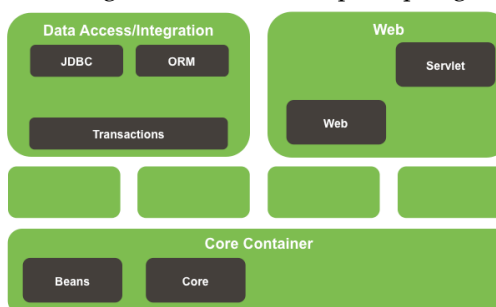 Data Access/Integration
Web
JDBC
ORM
Servlet
Web
Transactions
Core Container
Beans
Core